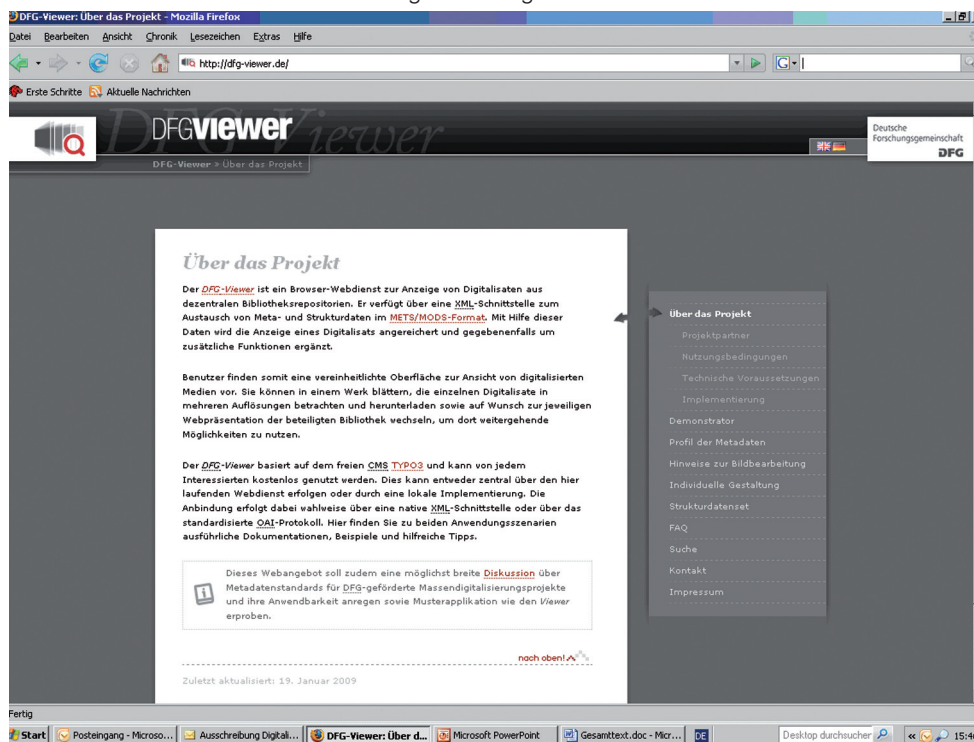 DFG-Viewer: Über das Projekt - Mozilla Firefox
Datei Bearbeiten Ansicht Chronik Lesezeichen Extras Hilfe
http://dfg-viewer.de/
G
Erste Schritte Aktuelle Nachrichten
DFG-Viewer
DFGVIEWER
DFG-Viewer > Über das Projekt
Deutsche
Forschungsgemeinschaft
DFG
Über das Projekt
Der DFG-Viewer ist ein Browser-Webdienst zur Anzeige von Digitalisaten aus
dezentralen Bibliotheksrepositorien. Er verfügt über eine XML-Schnittstelle zum
Austausch von Meta- und Strukturdaten im METS/MODS-Format. Mit Hilfe dieser
Daten wird die Anzeige eines Digitalisats angereichert und gegebenenfalls um
zusätzliche Funktionen ergänzt.
Benutzer finden somit eine vereinheitlichte Oberfläche zur Ansicht von digitalisierten
Medien vor. Sie können in einem Werk blättern, die einzelnen Digitalisate in
mehreren Auflösungen betrachten und herunterladen sowie auf Wunsch zur jeweiligen
Webpräsentation der beteiligten Bibliothek wechseln, um dort weitergehende
Möglichkeiten zu nutzen.
Der DFG-Viewer basiert auf dem freien CMS TYPO3 und kann von jedem
Interessierten kostenlos genutzt werden. Dies kann entweder zentral über den hier
laufenden Webdienst erfolgen oder durch eine lokale Implementierung. Die
Anbindung erfolgt dabei wahlweise über eine native XML-Schnittstelle oder über das
standardisierte OAI-Protokoll. Hier finden Sie zu beiden Anwendungsszenarien
ausführliche Dokumentationen, Beispiele und hilfreiche Tipps.
Dieses Webangebot soll zudem eine möglichst breite Diskussion über
Metadatenstandards für DFG-geförderte Massendigitalisierungsprojekte
und ihre Anwendbarkeit anregen sowie Musterapplikation wie den Viewer
erproben.
nach oben!
Zuletzt aktualisiert: 19. Januar 2009
Über das Projekt
Projektpartner
Nutzungsbedingungen
Technische Voraussetzungen
Implementierung
Demonstrator
Profil der Metadaten
Hinweise zur Bildbearbeitung
Individuelle Gestaltung
Strukturdatenset
FAQ
Suche
Kontakt
Impressum
Fertig
Start Posteingang - Microso... Ausschreibung Digitali... DFG-Viewer: Über d... Microsoft PowerPoint Gesamttext.doc - Micr... DE Desktop durchsuchen « 15:4